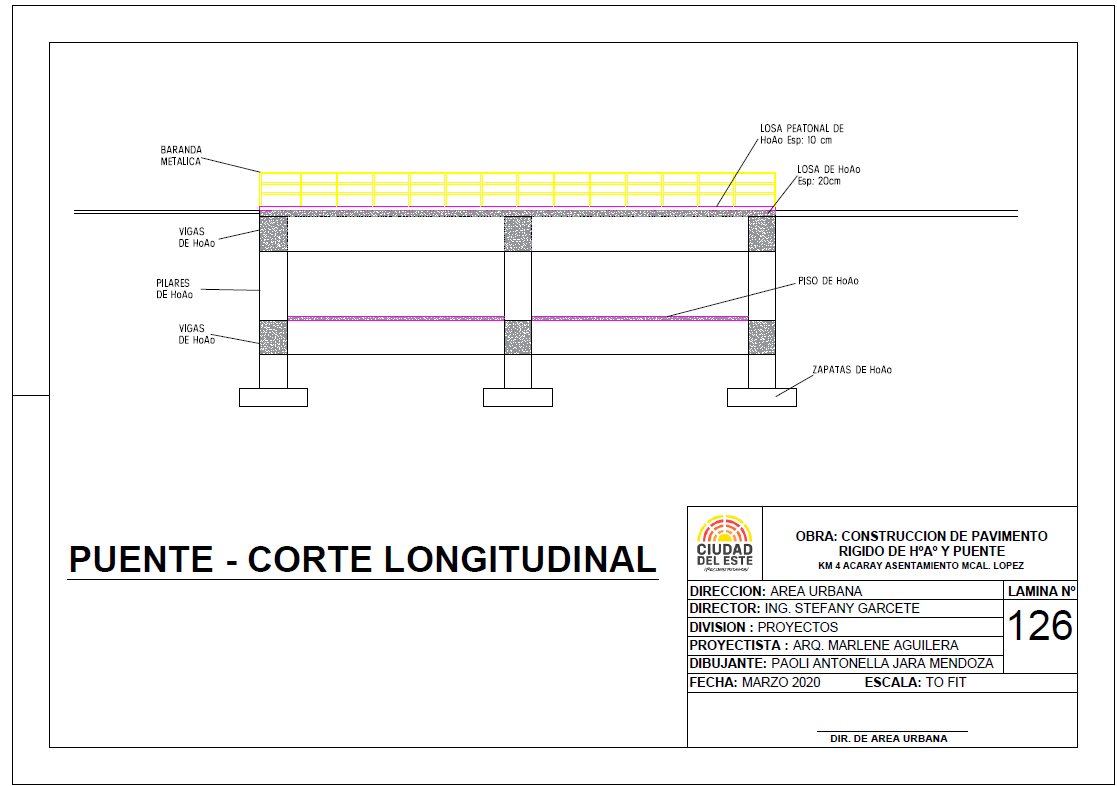 LOSA PEATONAL DE
HoAo Esp: 10 cm
BARANDA
METALICA
LOSA DE HoAo
Esp: 20cm
VIGAS
DE HoAo
PILARES
DE HoAo
PISO DE HoAo
VIGAS
DE HoAo
ZAPATAS DE HoAo
PUENTE - CORTE LONGITUDINAL
CIUDAD
DEL ESTE
OBRA: CONSTRUCCION DE PAVIMENTO
RIGIDO DE HºAº Y PUENTE
KM 4 ACARAY ASENTAMIENTO MCAL. LOPEZ
DIRECCION: AREA URBANA
LAMINA Nº
126
DIRECTOR: ING. STEFANY GARCETE
DIVISION : PROYECTOS
PROYECTISTA : ARQ. MARLENE AGUILERA
DIBUJANTE: PAOLI ANTONELLA JARA MENDOZA
FECHA: MARZO 2020 ESCALA: TO FIT
DIR. DE AREA URBANA